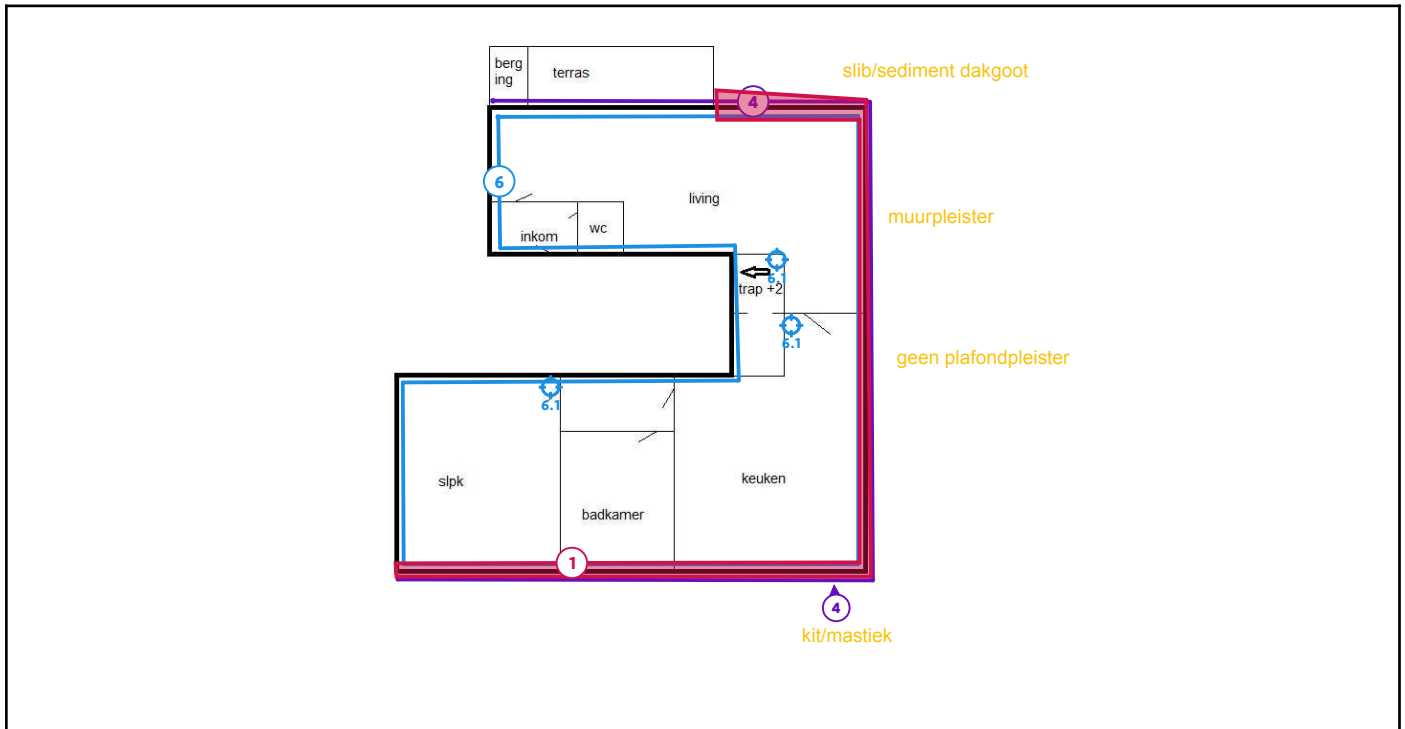 berg
ing
terras
slib/sediment dakgoot
4
6
living
muurpleister
inkom
wc
6.1
trap +2
6.1
geen plafondpleister
6.1
slpk
keuken
badkamer
1
4
kit/mastiek